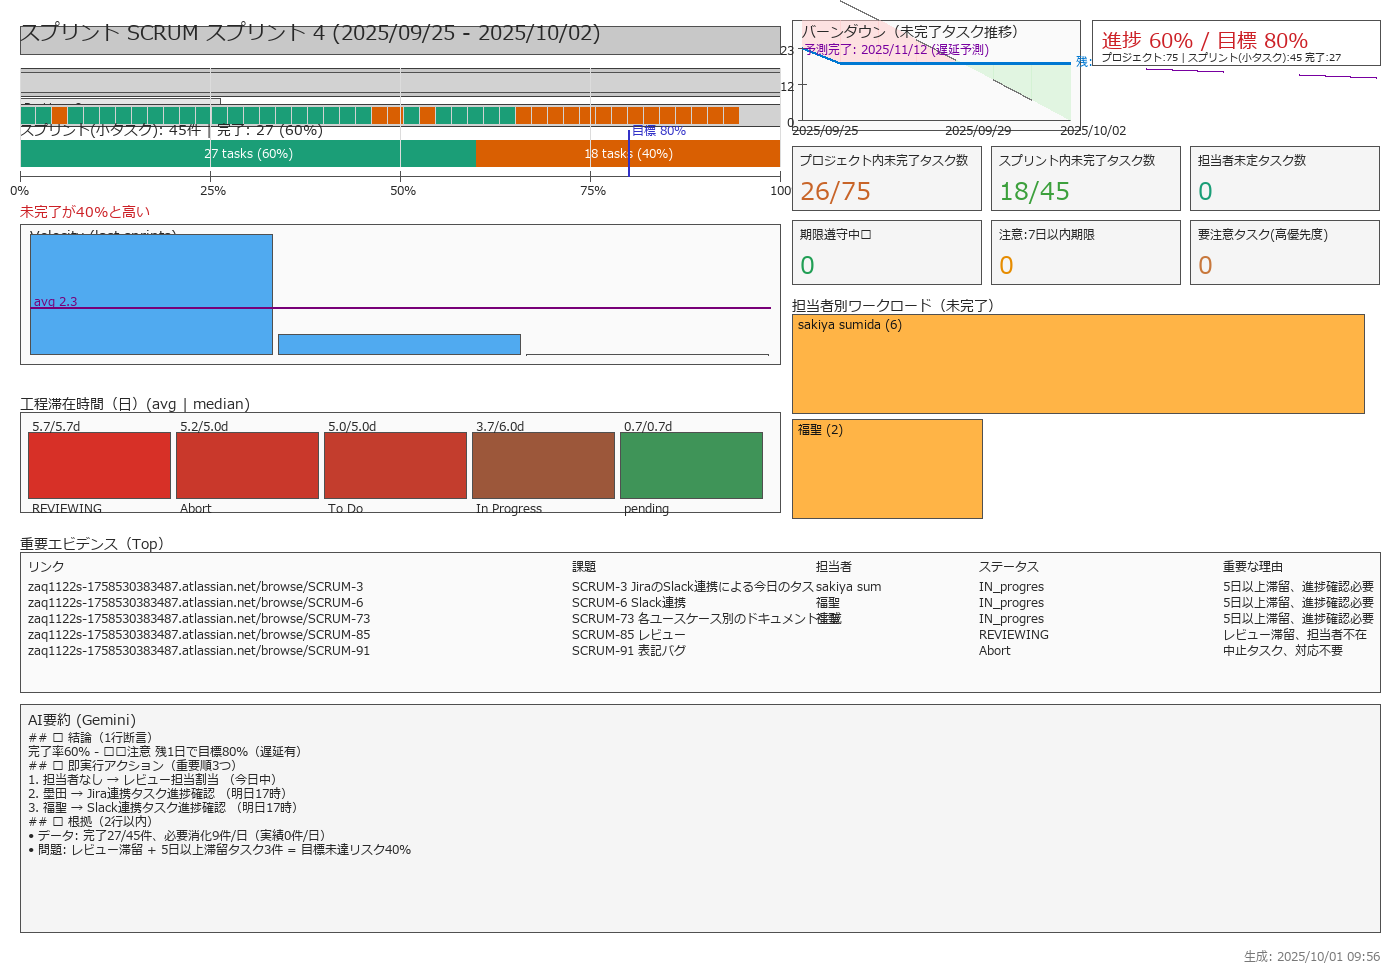 スプリント SCRUM スプリント 4 (2025/09/25 - 2025/10/02)
スプリント(小タスク): 45件 | 完了: 27 (60%)
目標 80%
27 tasks (60%)
18 tasks (40%)
0%
25%
50%
75%
100
未完了が40%と高い
Velocity (last sprints)
avg 2.3
工程滞在時間（日）(avg | median)
5.7/5.7d
5.2/5.0d
5.0/5.0d
3.7/6.0d
0.7/0.7d
REVIEWING
Abort
To Do
In Progress
pending
バーンダウン（未完了タスク推移）
予測完了: 2025/11/12 (遅延予測)
23
12
0
残:
2025/09/25
2025/09/29
2025/10/02
進捗 60% / 目標 80%
プロジェクト:75 | スプリント(小タスク):45 完了:27
プロジェクト内未完了タスク数
26/75
スプリント内未完了タスク数
18/45
担当者未定タスク数
0
期限遵守中□
0
注意:7日以内期限
0
要注意タスク(高優先度)
0
担当者別ワークロード（未完了）
sakiya sumida (6)
福聖 (2)
重要エビデンス（Top）
リンク 課題 担当者 ステータス 重要な理由
zaq1122s-1758530383487.atlassian.net/browse/SCRUM-3 SCRUM-3 JiraのSlack連携による今日のタス sakiya sum IN_progres 5日以上滞留、進捗確認必要
zaq1122s-1758530383487.atlassian.net/browse/SCRUM-6 SCRUM-6 Slack連携 福聖 IN_progres 5日以上滞留、進捗確認必要
zaq1122s-1758530383487.atlassian.net/browse/SCRUM-73 SCRUM-73 各ユースケース別のドキュメント 福聖 IN_progres 5日以上滞留、進捗確認必要
zaq1122s-1758530383487.atlassian.net/browse/SCRUM-85 SCRUM-85 レビュー REVIEWING レビュー滞留、担当者不在
zaq1122s-1758530383487.atlassian.net/browse/SCRUM-91 SCRUM-91 表記バグ Abort 中止タスク、対応不要
AI要約 (Gemini)
## □ 結論（1行断言）
完了率60% - □□注意 残1日で目標80%（遅延有）
## □ 即実行アクション（重要順3つ）
1. 担当者なし → レビュー担当割当 （今日中）
2. 墨田 → Jira連携タスク進捗確認 （明日17時）
3. 福聖 → Slack連携タスク進捗確認 （明日17時）
## □ 根拠（2行以内）
• データ: 完了27/45件、必要消化9件/日（実績0件/日）
• 問題: レビュー滞留 + 5日以上滞留タスク3件 = 目標未達リスク40%
生成: 2025/10/01 09:56